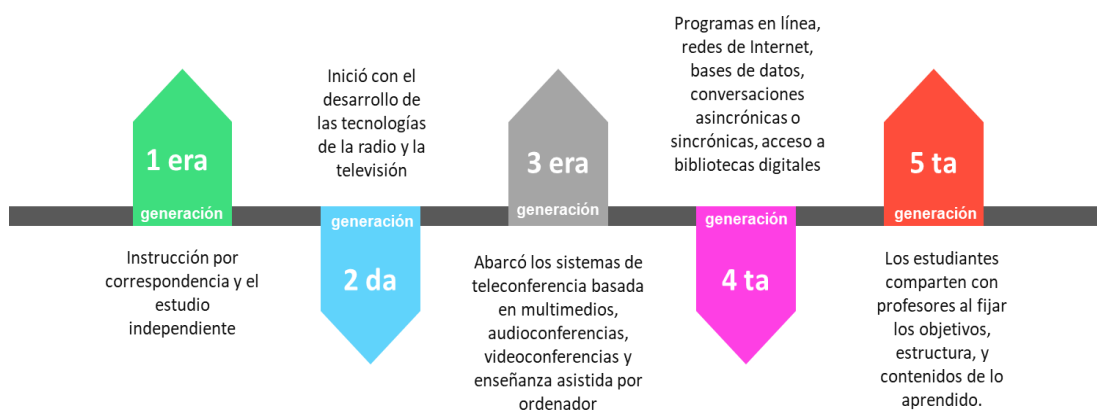 1 era
generación
Instrucción por
correspondencia y el
estudio
independiente
Inició con el
desarrollo de
las tecnologías
de la radio y la
televisión
generación
2 da
3 era
generación
Abarcó los sistemas de
teleconferencia basada
en multimedios,
audioconferencias,
videoconferencias y
enseñanza asistida por
ordenador
Programas en línea,
redes de Internet,
bases de datos,
conversaciones
asincrónicas o
sincrónicas, acceso a
bibliotecas digitales
generación
4 ta
5 ta
generación
Los estudiantes
comparten con
profesores al fijar
los objetivos,
estructura, y
contenidos de lo
aprendido.